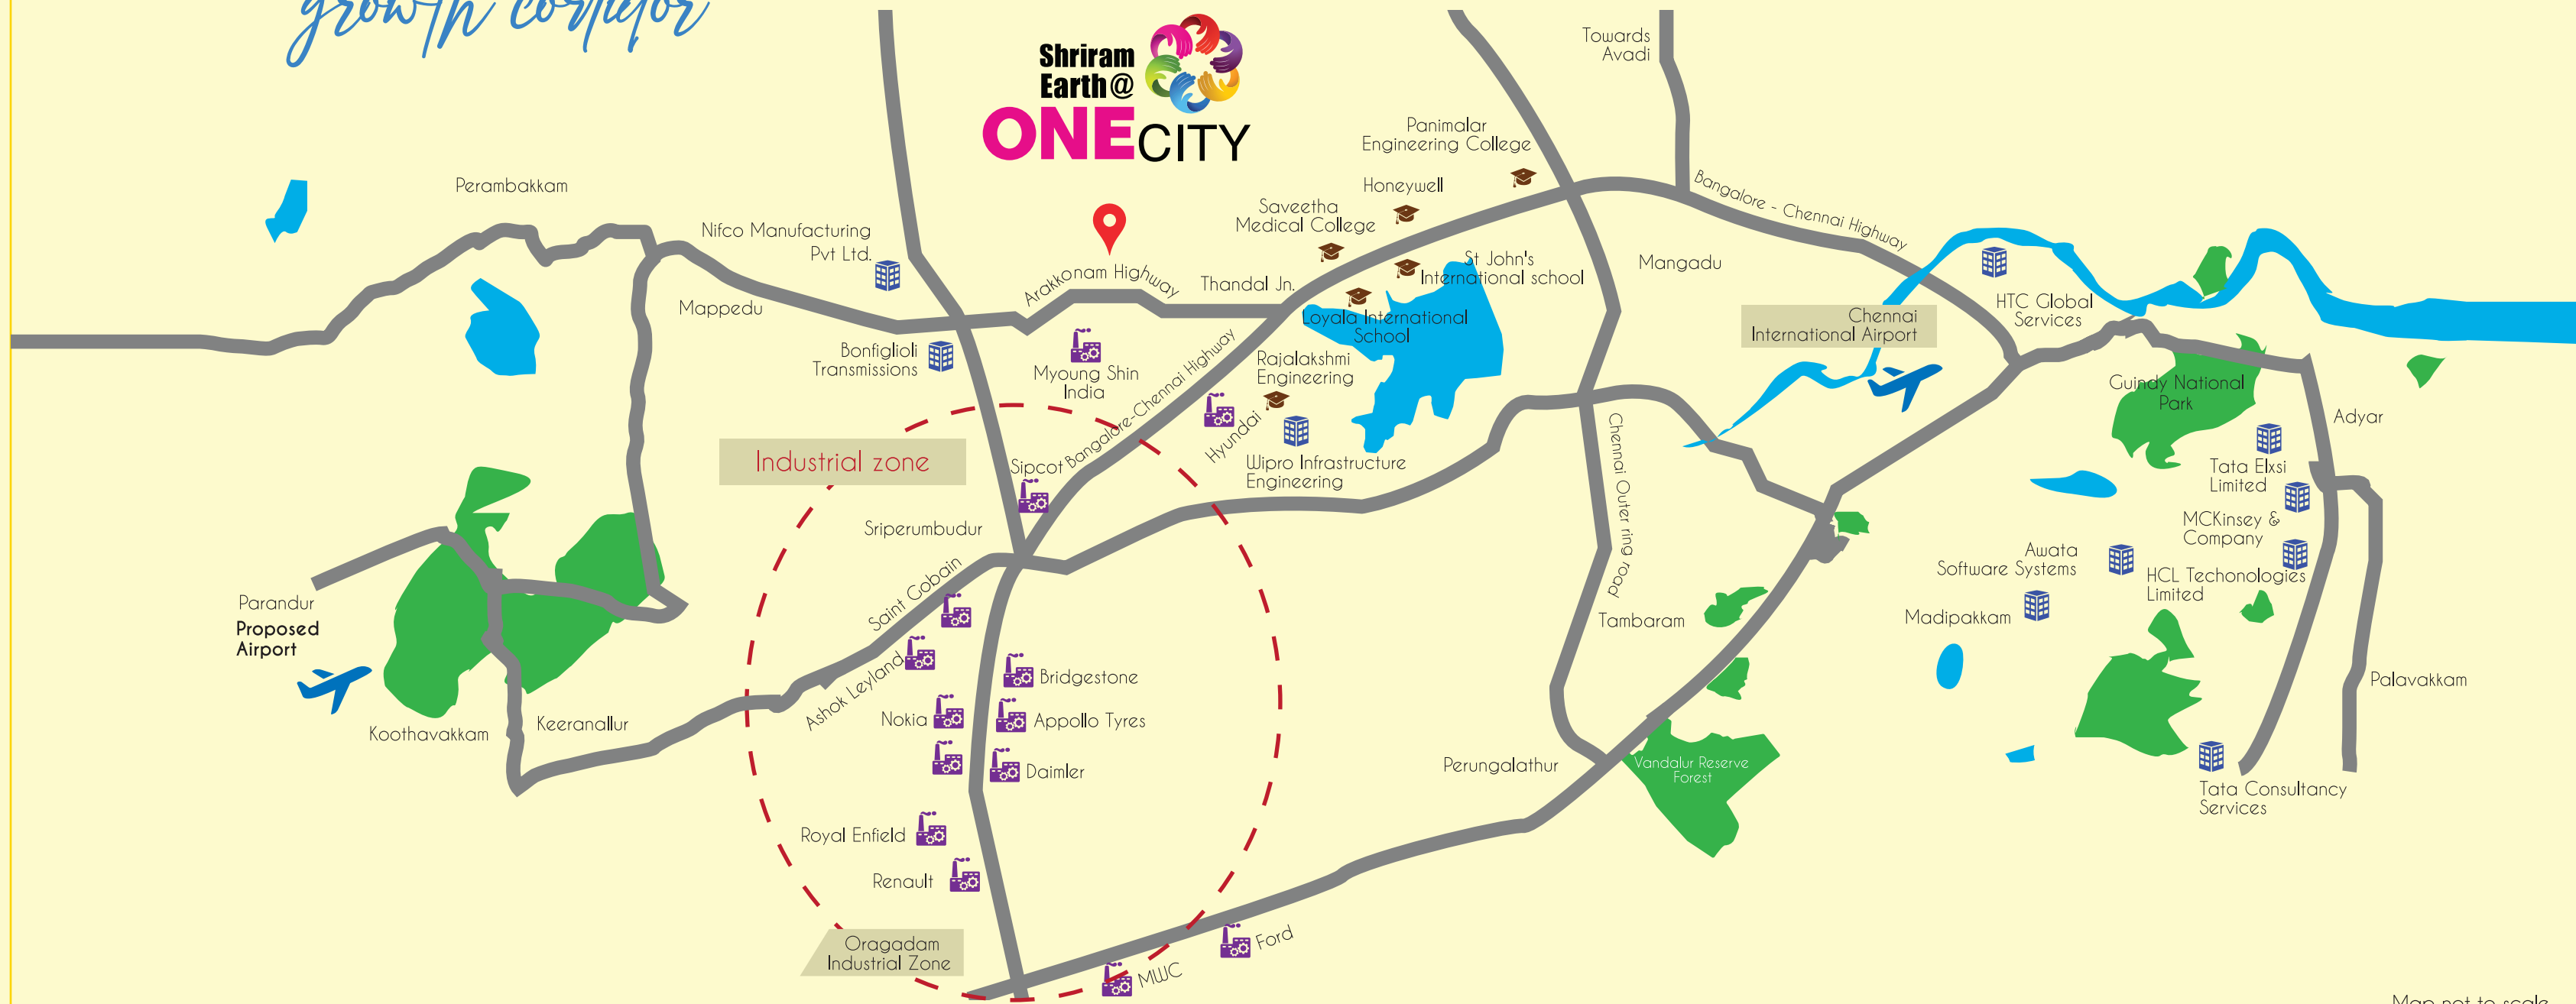 growth corridor
Shriram
Earth@
ONECITY
Towards
Avadi
Panimalar
Engineering College
Honeywell
Saveetha
Medical College
Perambakkam
Nifco Manufacturing
Pvt Ltd.
Mappedu
Arakkonam Highway
Thandal Jn.
St John's
International school
Loyala International
School
Mangadu
Bangalore - Chennai Highway
Chennai
International Airport
HTC Global
Services
Bonfiglioli
Transmissions
Myoung Shin
India
Bangalore-Chennai Highway
Rajalakshmi
Engineering
Hyundai
Wipro Infrastructure
Engineering
Guindy National
Park
Adyar
Industrial zone
Sipcot
Chennai Outer ring road
Tata Elxsi
Limited
MCKinsey &
Company
Awata
Software Systems
HCL Techonologies
Limited
Sriperumbudur
Saint Gobain
Ashok Leyland
Parandur
Proposed
Airport
Koothavakkam
Keeranallur
Nokia
Bridgestone
Appollo Tyres
Daimler
Tambaram
Madipakkam
Palavakkam
Perungalathur
Vandalur Reserve
Forest
Tata Consultancy
Services
Royal Enfield
Renault
Oragadam
Industrial Zone
Ford
MWC
Map not to scale